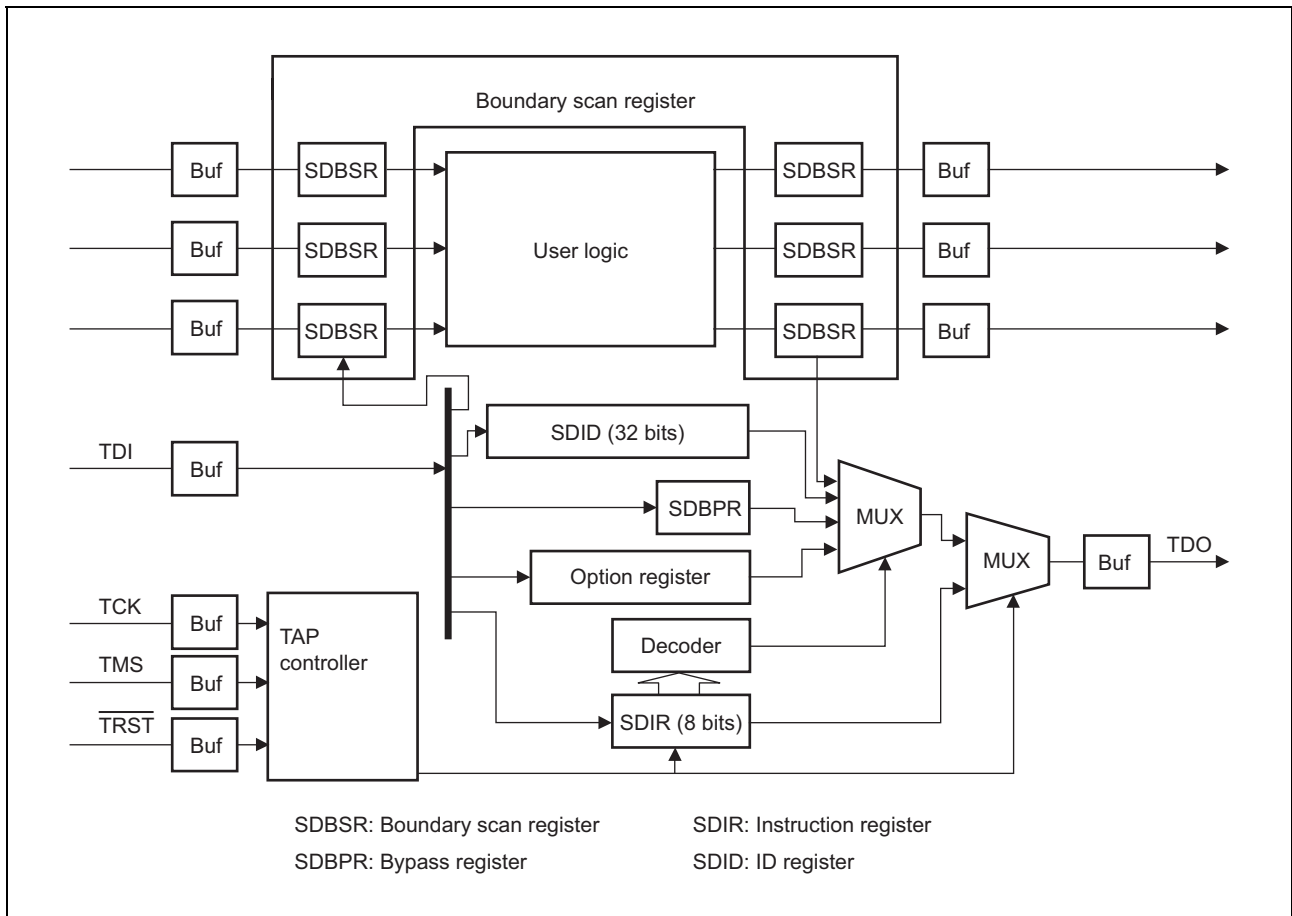 Boundary scan register
Buf SDBSR SDBSR Buf
Buf SDBSR User logic SDBSR Buf
Buf SDBSR SDBSR Buf
TDI Buf SDID (32 bits)
SDBPR MUX
MUX Buf TDO
Option register
TCK Buf TAP controller
Decoder
TMS Buf
SDIR (8 bits)
TRST Buf
SDBSR: Boundary scan register SDIR: Instruction register
SDBPR: Bypass register SDID: ID register